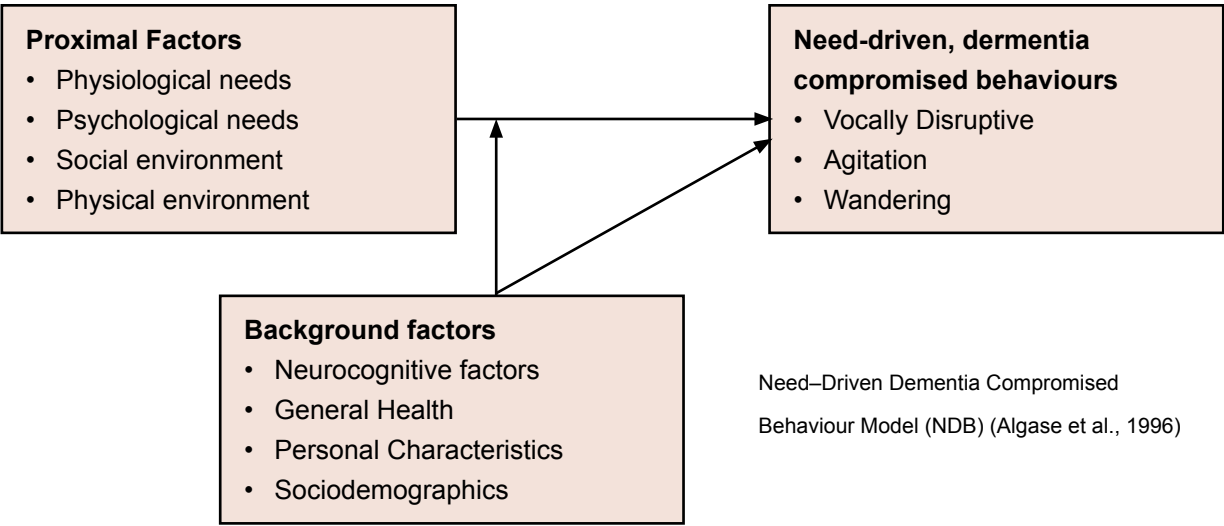 Proximal Factors
• Physiological needs
• Psychological needs
• Social environment
• Physical environment
Need-driven, dermentia
compromised behaviours
• Vocally Disruptive
• Agitation
• Wandering
Background factors
• Neurocognitive factors
• General Health
• Personal Characteristics
• Sociodemographics
Need–Driven Dementia Compromised
Behaviour Model (NDB) (Algase et al., 1996)